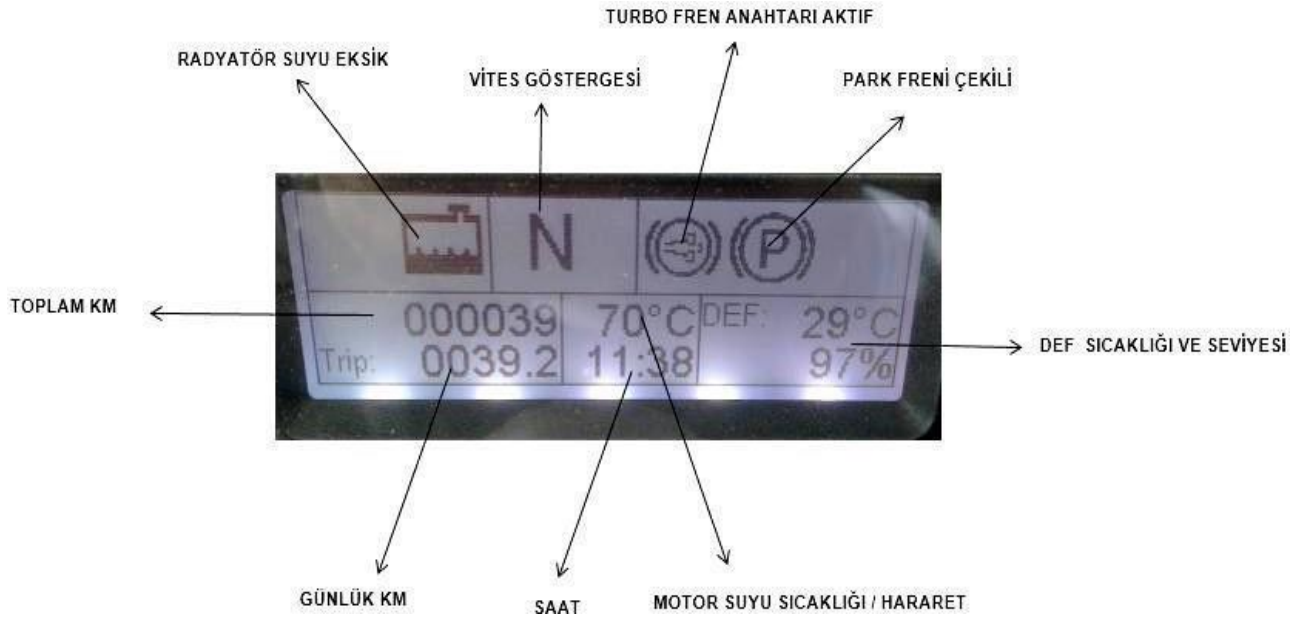 TURBO FREN ANAHTARI AKTIF
RADYATÖR SUYU EKSİK
VİTES GÖSTERGESİ
PARK FRENİ ÇEKİLİ
N
(P)
TOPLAM KM
000039 70°C DEF: 29°C
Trip: 0039.2 11:38 97%
DEF SICAKLIĞI VE SEVİYESİ
GÜNLÜK KM
SAAT
MOTOR SUYU SICAKLIĞI / HARARET